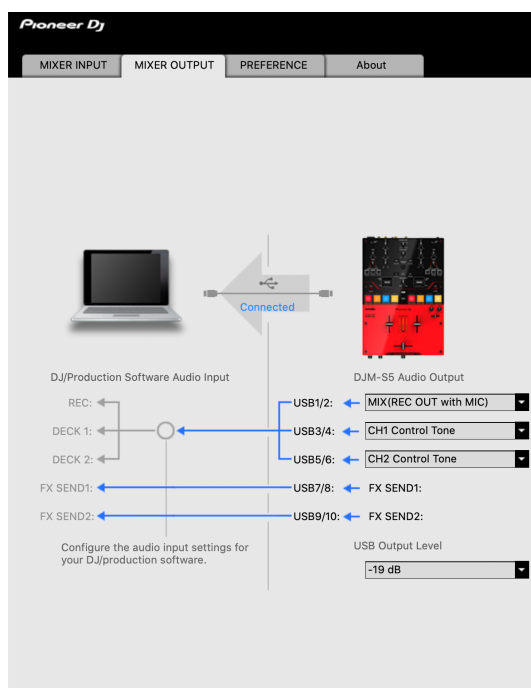 Pioneer Dj
MIXER INPUT
MIXER OUTPUT
PREFERENCE
About
Connected
DJ/Production Software Audio Input
DJM-S5 Audio Output
REC:
USB1/2:
MIX(REC OUT with MIC)
DECK 1:
USB3/4:
CH1 Control Tone
DECK 2:
USB5/6:
CH2 Control Tone
FX SEND1:
USB7/8:
FX SEND1:
FX SEND2:
USB9/10:
FX SEND2:
Configure the audio input settings for
your DJ/production software.
USB Output Level
-19 dB